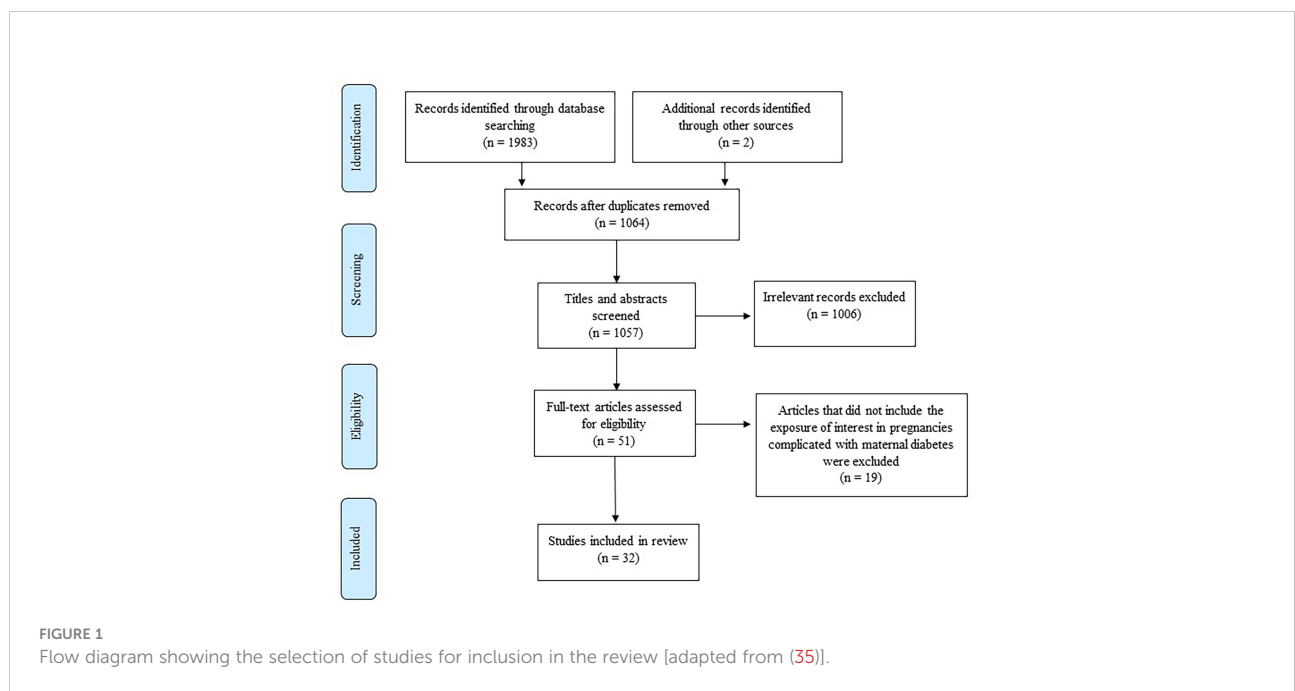 Identification
Records identified through database
searching
(n = 1983)
Additional records identified
through other sources
(n = 2)
Records after duplicates removed
(n = 1064)
Screening
Titles and abstracts
screened
(n = 1057)
Irrelevant records excluded
(n = 1006)
Eligibility
Full-text articles assessed
for eligibility
(n = 51)
Articles that did not include the
exposure of interest in pregnancies
complicated with maternal diabetes
were excluded
(n = 19)
Included
Studies included in review
(n = 32)
FIGURE 1
Flow diagram showing the selection of studies for inclusion in the review [adapted from (35)].